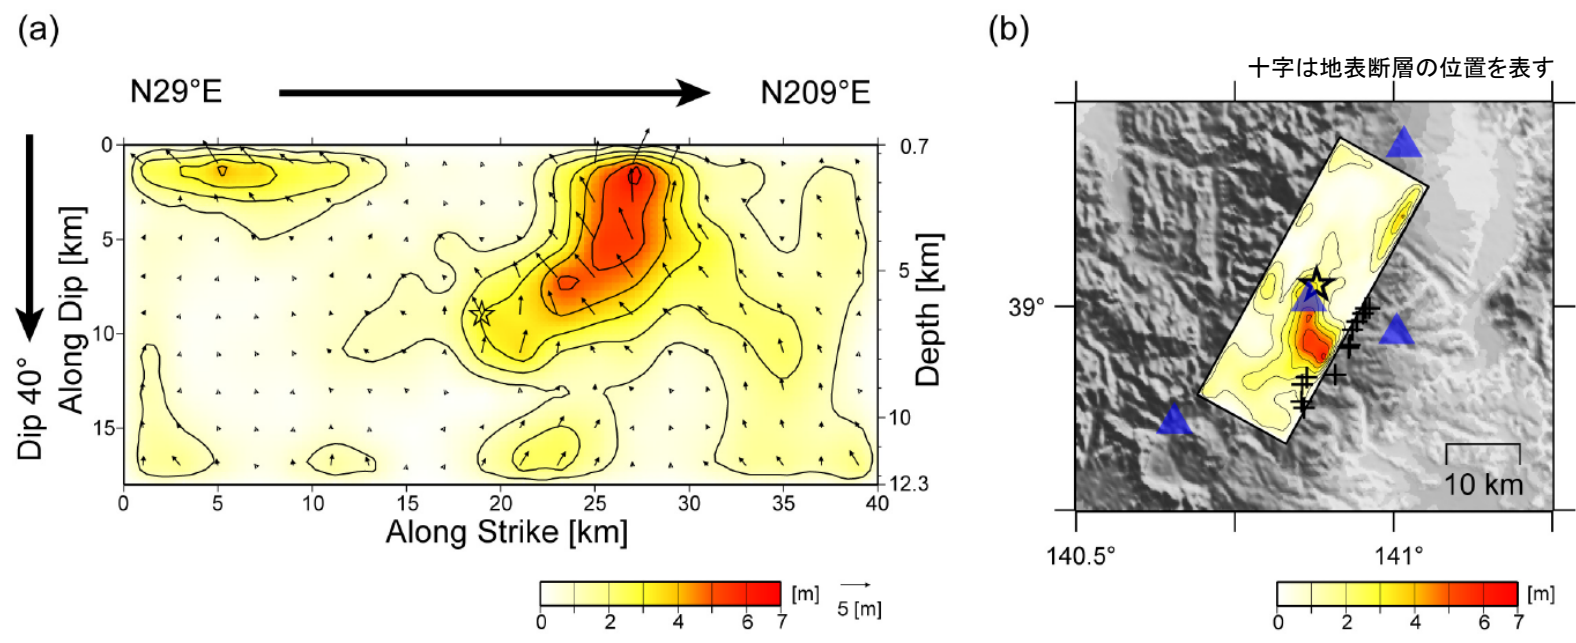 (a)
N29°E
N209°E
Dip 40°
Along Dip [km]
0
5
10
15
0.7
5
10
12.3
Depth [km]
0 5 10 15 20 25 30 35 40
Along Strike [km]
0 2 4 6 7
[m]
5 [m]
(b)
十字は地表断層の位置を表す
39°
10 km
140.5° 141°
0 2 4 6 7
[m]